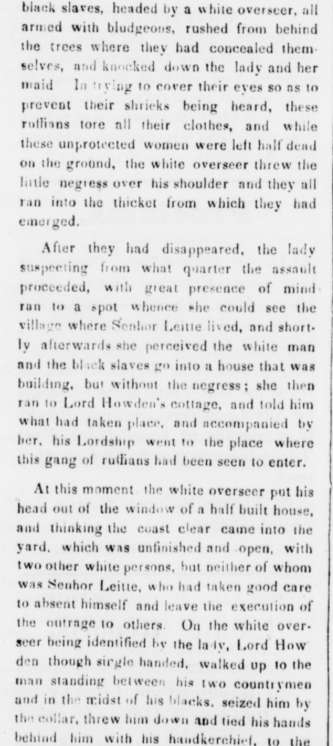 black slaves, headed by a white overseer, all
armed with bludgeons, rushed from behind
the trees where they had concealed them-
selves, and knocked down the lady and her
maid In trying to cover their eyes so as to
prevent their shrieks being heard, these
ruffians tore all their clothes, and while
these unprotected women were left half dead
on the ground, the white overseer threw the
little negress over his shoulder and they all
ran into the thicket from which they had
emerged.
After they had disappeared, the lady
suspecting from what quarter the assault
proceeded, with great presence of mind
ran to a spot whence she could see the
village where Senhor Leitte lived, and short-
ly afterwards she perceived the white man
and the black slaves go into a house that was
building, but without the negress; she then
ran to Lord Howden's cottage, and told him
what had taken place, and accompanied by
her, his Lordship went to the place where
this gang of ruffians had been seen to enter.
At this moment the white overseer put his
head out of the window of a half built house,
and thinking the coast clear came into the
yard, which was unfinished and open, with
two other white persons, but neither of whom
was Senhor Leitte, who had taken good care
to absent himself and leave the execution of
the outrage to others. On the white over-
seer being identified by the lady, Lord How
den though single handed, walked up to the
man standing between his two countrymen
and in the midst of his blacks, seized him by
the collar, threw him down and tied his hands
behind him with his handkerchief, to the